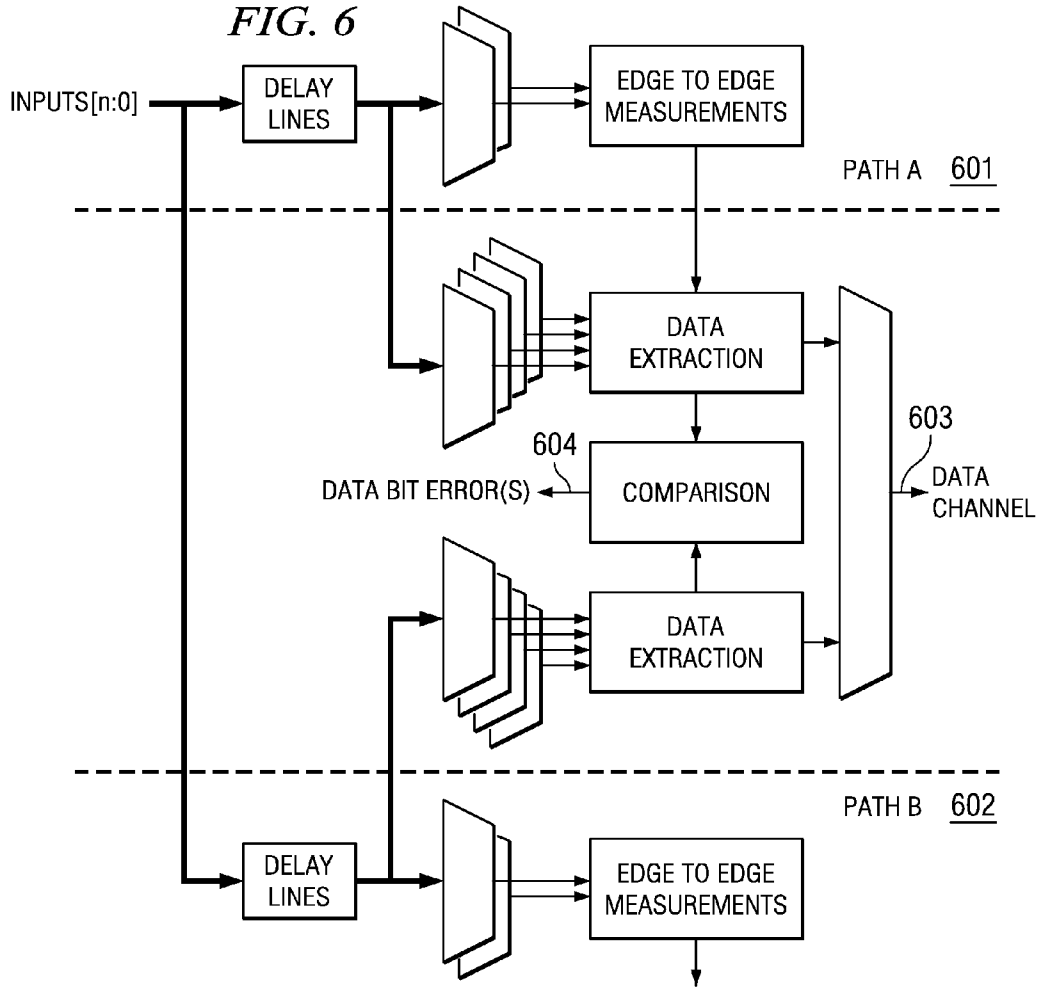 FIG. 6
INPUTS[n:0]
DELAY
LINES
EDGE TO EDGE
MEASUREMENTS
PATH A 601
DATA
EXTRACTION
604
603
DATA BIT ERROR(S)
COMPARISON
DATA
CHANNEL
DATA
EXTRACTION
PATH B 602
DELAY
LINES
EDGE TO EDGE
MEASUREMENTS